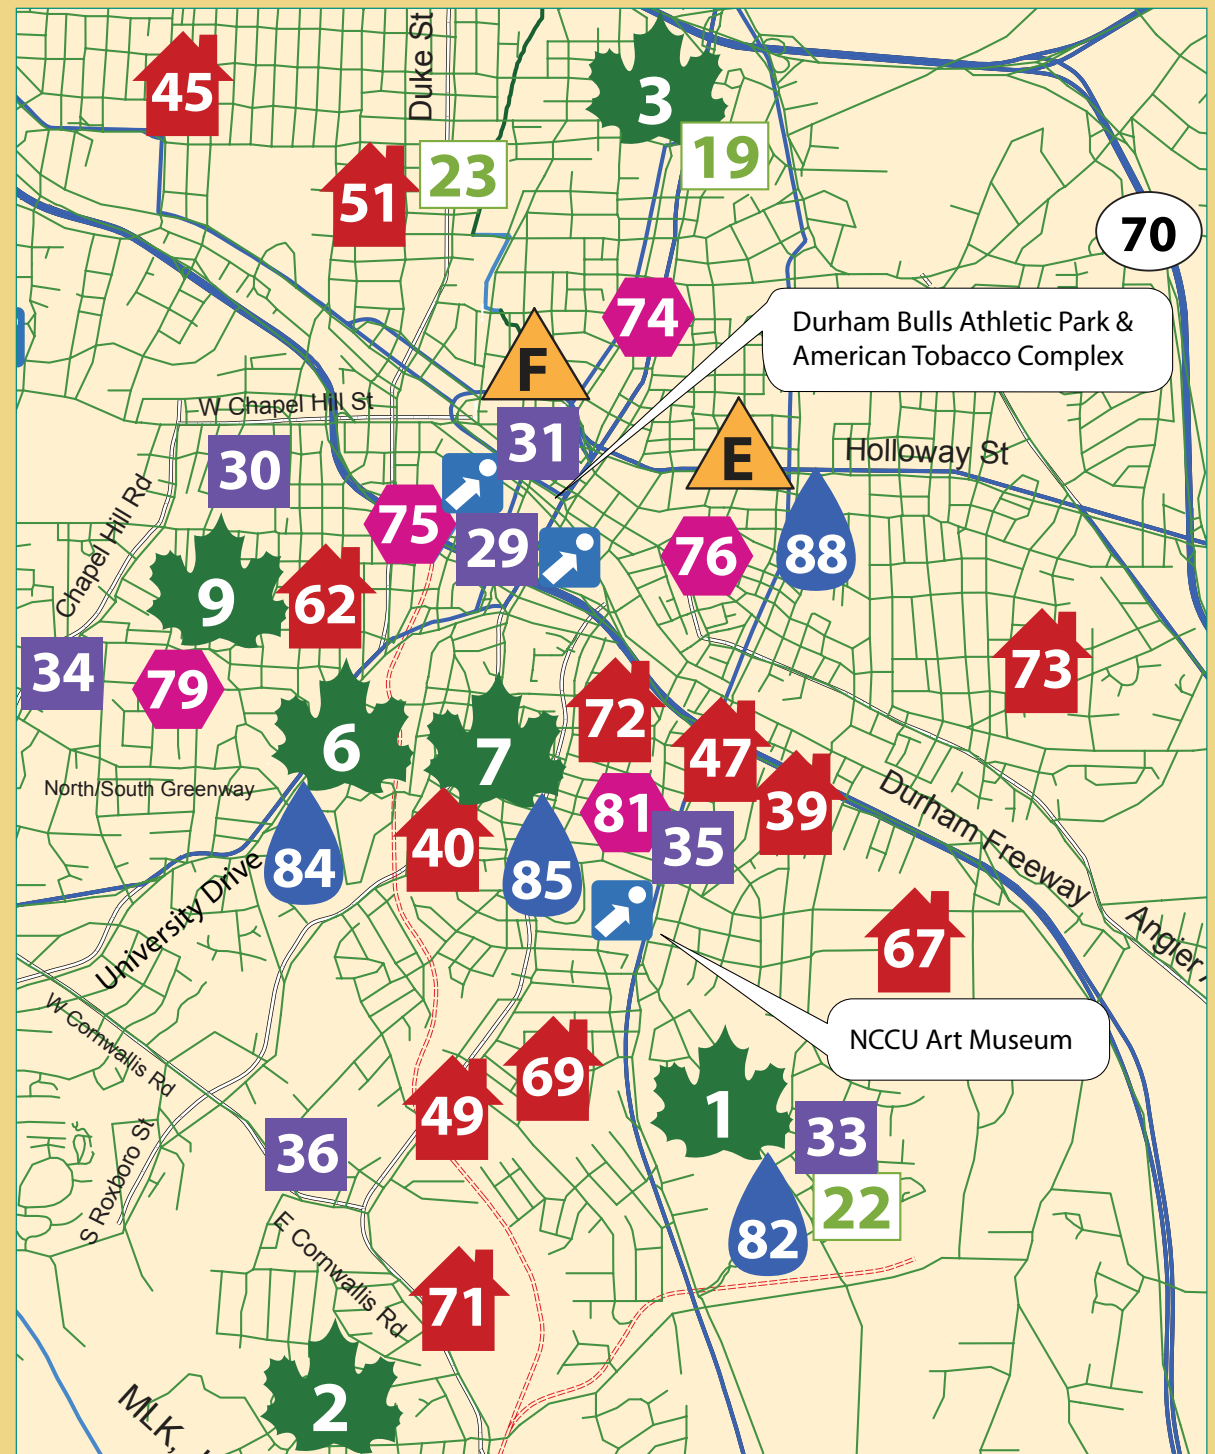 Duke St
3
45
19
23
51
70
74
Durham Bulls Athletic Park &
American Tobacco Complex
F
W Chapel Hill St
31
E
Holloway St
30
Chapel Hill Rd
75
29
76
88
9
62
34
79
73
72
6
7
47
North/South Greenway
81
39
Durham Freeway
40
35
84
85
University Drive
Angier
67
W Cornwallis Rd
NCCU Art Museum
69
49
1
33
S Roxboro St
36
22
82
E Cornwallis Rd
71
2
MLK,